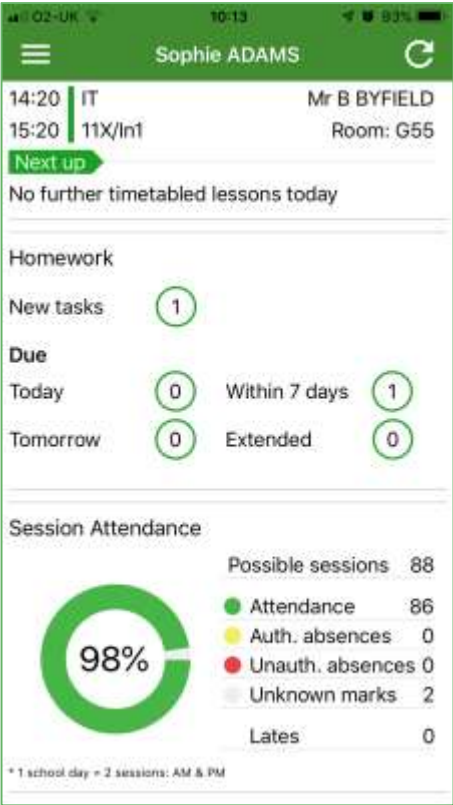 O2-UK 10:13 93%
Sophie ADAMS
14:20 IT Mr B BYFIELD
15:20 11X/In1 Room: G55
Next up
No further timetabled lessons today
Homework
New tasks 1
Due
Today 0 Within 7 days 1
Tomorrow 0 Extended 0
Session Attendance
Possible sessions 88
Attendance 86
Auth. absences 0
98% Unauth. absences 0
Unknown marks 2
Lates 0
* 1 school day = 2 sessions: AM & PM